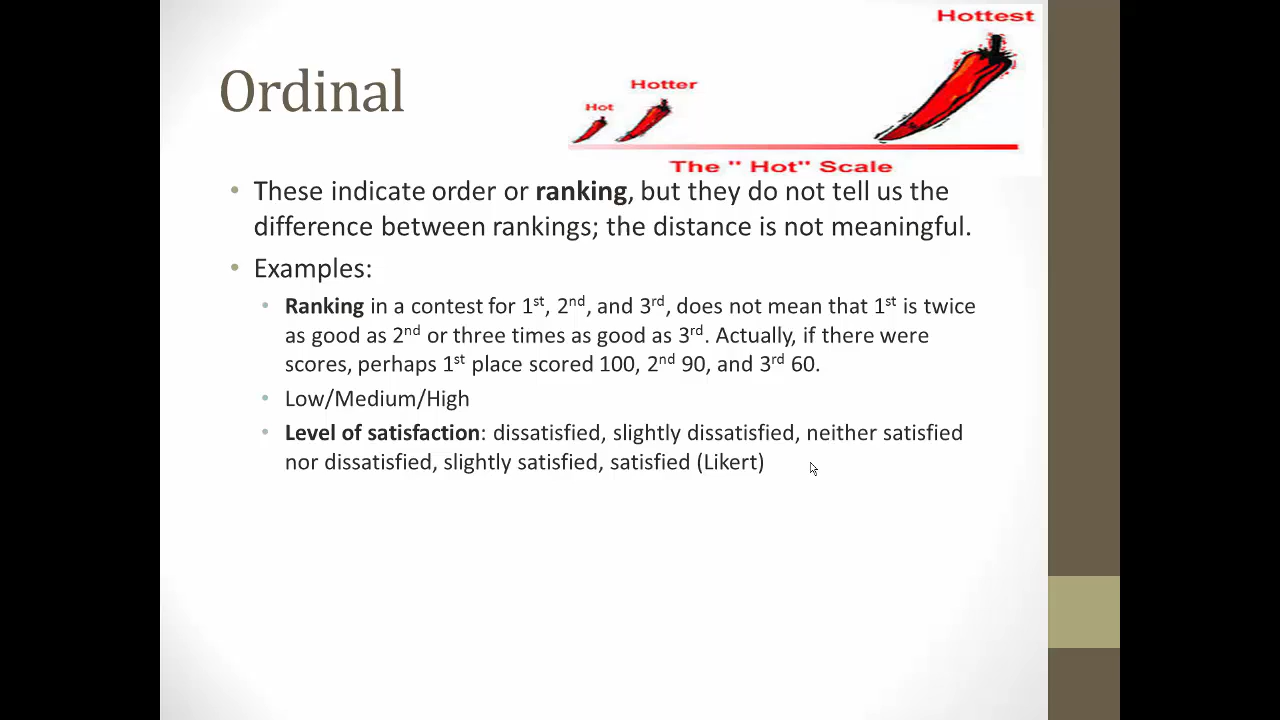 Hottest
Ordinal
Hotter
Hot
The " Hot" Scale
• These indicate order or ranking, but they do not tell us the
difference between rankings; the distance is not meaningful.
• Examples:
• Ranking in a contest for 1st, 2nd, and 3rd, does not mean that 1st is twice
as good as 2nd or three times as good as 3rd. Actually, if there were
scores, perhaps 1st place scored 100, 2nd 90, and 3rd 60.
• Low/Medium/High
• Level of satisfaction: dissatisfied, slightly dissatisfied, neither satisfied
nor dissatisfied, slightly satisfied, satisfied (Likert)